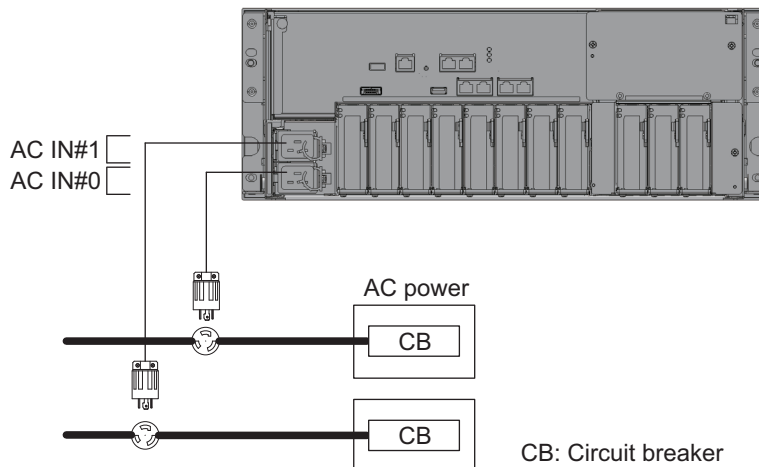 AC IN#1
AC IN#0
AC power
CB
CB
CB: Circuit breaker